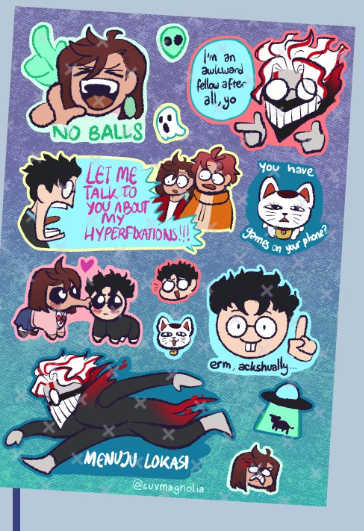 I'm an
awkward
fellow after
all, yo
NO BALLS
LET ME
TALK TO
YOU ABOUT
MY
HYPERFIXATIONS!!!
YOU HAVE
games on your phone?
erm, ackshually...
MENUJU LOKASI
@suvmagnolia